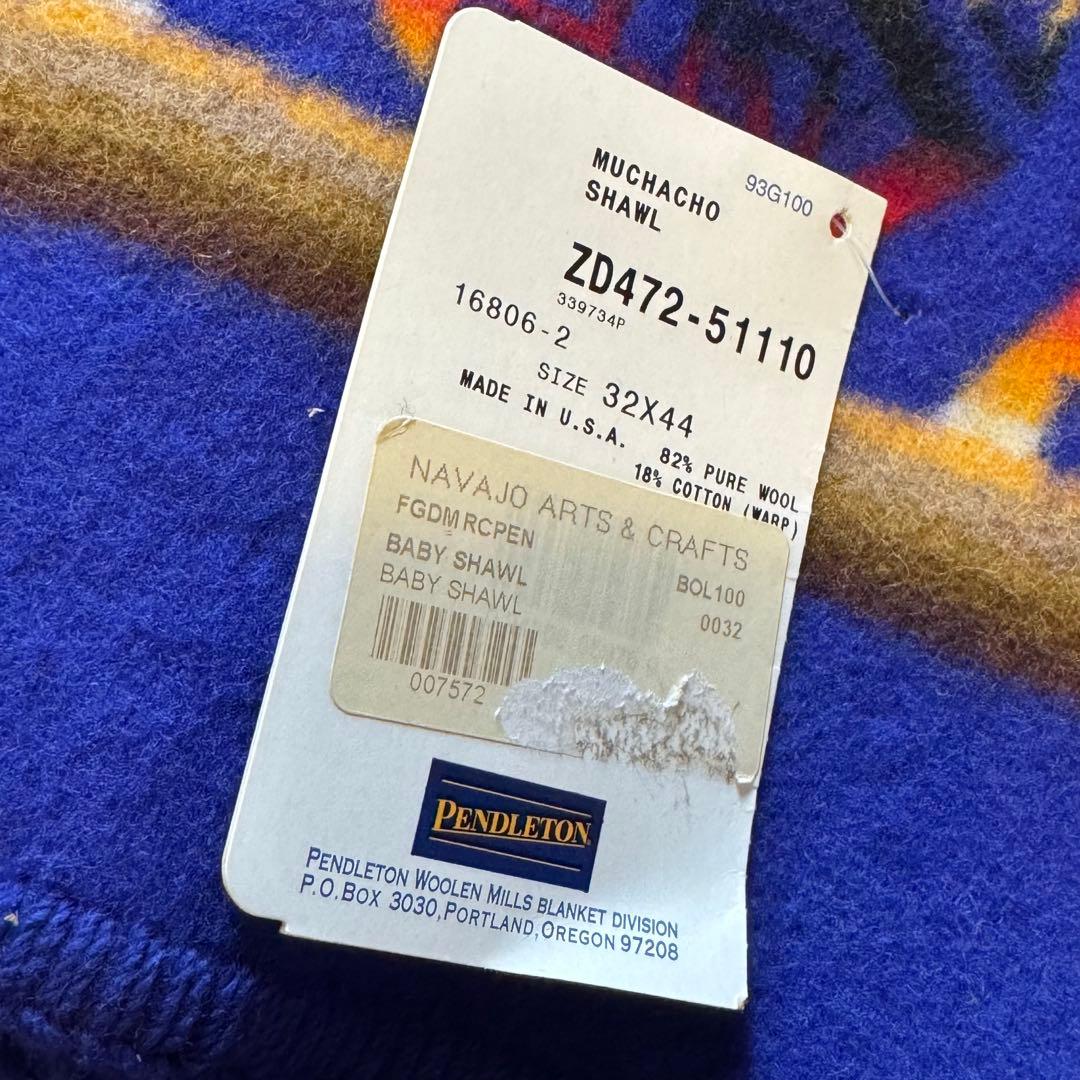 MUCHACHO
SHAWL
93G100
ZD472-51110
339734P
16806-2
SIZE 32X44
MADE IN U.S.A.
82% PURE WOOL
18% COTTON (WARP)
NAVAJO ARTS & CRAFTS
FGDM RCPEN
BOL100
BABY SHAWL
0032
BABY SHAWL
007572
PENDLETON
PENDLETON WOOLEN MILLS BLANKET DIVISION
P.O. BOX 3030, PORTLAND, OREGON 97208